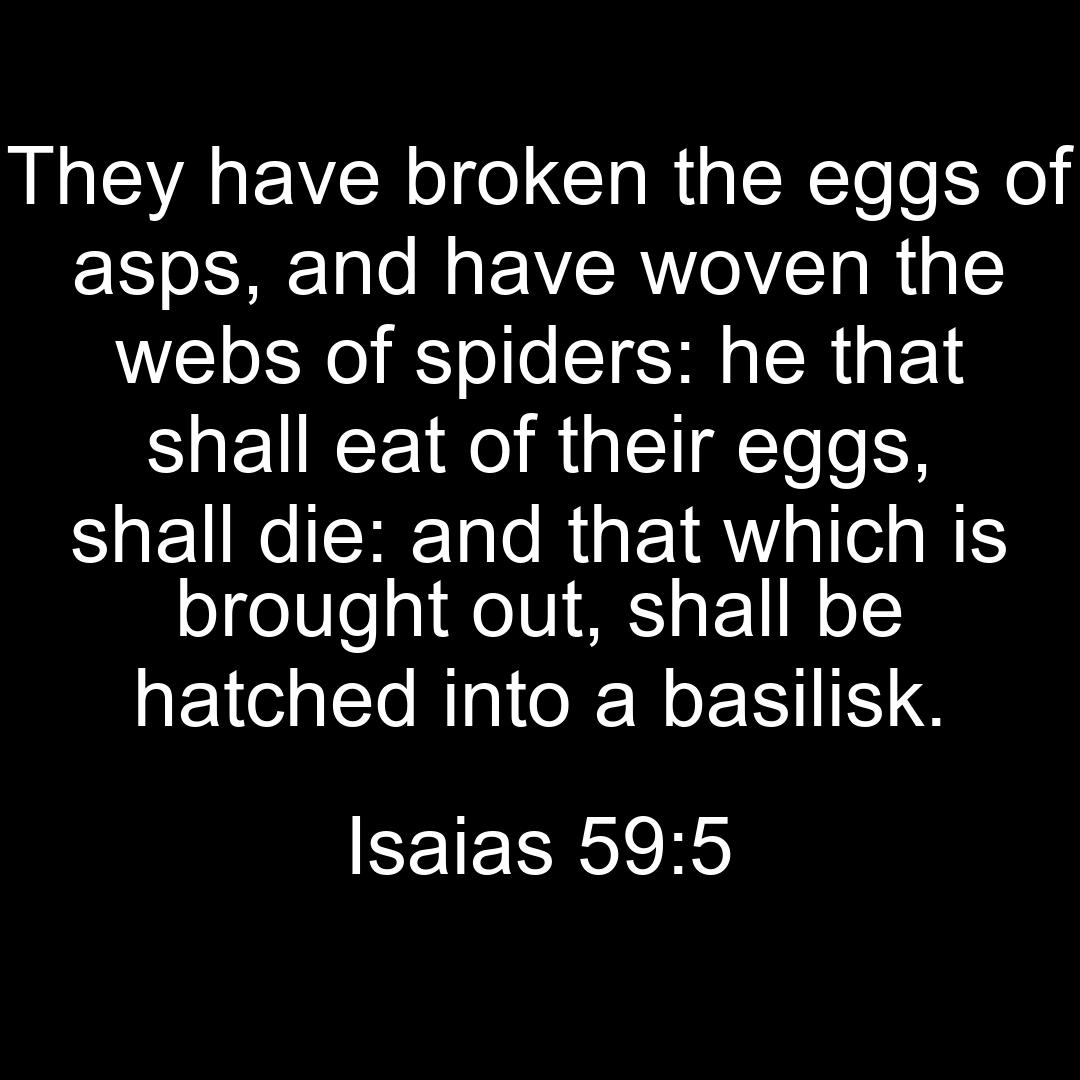 They have broken the eggs of
asps, and have woven the
webs of spiders: he that
shall eat of their eggs,
shall die: and that which is
brought out, shall be
hatched into a basilisk.
Isaias 59:5